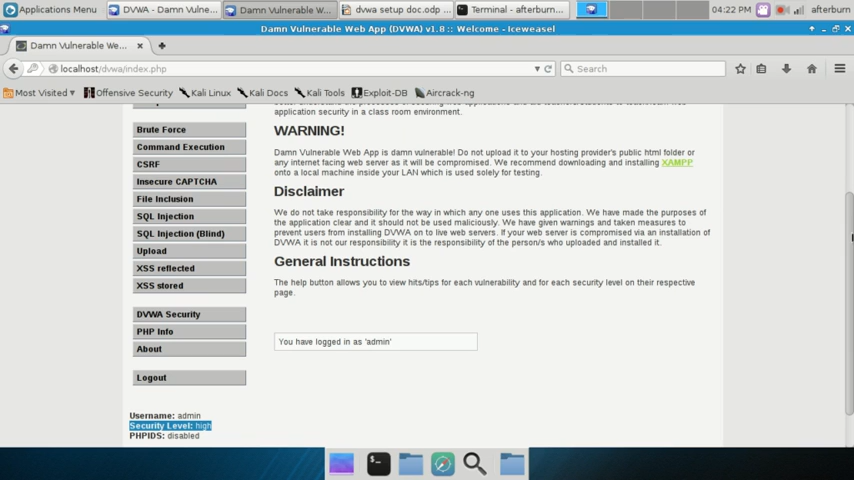 Applications Menu
DVWA - Damn Vulne...
Damn Vulnerable W...
dvwa setup doc.odp ...
Terminal - afterburn...
04:22 PM
afterburn
Damn Vulnerable Web App (DVWA) v1.8 :: Welcome - Iceweasel
Damn Vulnerable We...
localhost/dvwa/index.php
Search
Most Visited
Offensive Security
Kali Linux
Kali Docs
Kali Tools
Exploit-DB
Aircrack-ng
application security in a class room environment.
WARNING!
Damn Vulnerable Web App is damn vulnerable! Do not upload it to your hosting provider's public html folder or
any internet facing web server as it will be compromised. We recommend downloading and installing XAMPP
onto a local machine inside your LAN which is used solely for testing.
Disclaimer
We do not take responsibility for the way in which any one uses this application. We have made the purposes of
the application clear and it should not be used maliciously. We have given warnings and taken measures to
prevent users from installing DVWA on to live web servers. If your web server is compromised via an installation of
DVWA it is not our responsibility it is the responsibility of the person/s who uploaded and installed it.
General Instructions
The help button allows you to view hits/tips for each vulnerability and for each security level on their respective
page.
You have logged in as 'admin'
Brute Force
Command Execution
CSRF
Insecure CAPTCHA
File Inclusion
SQL Injection
SQL Injection (Blind)
Upload
XSS reflected
XSS stored
DVWA Security
PHP Info
About
Logout
Username: admin
Security Level: high
PHPIDS: disabled